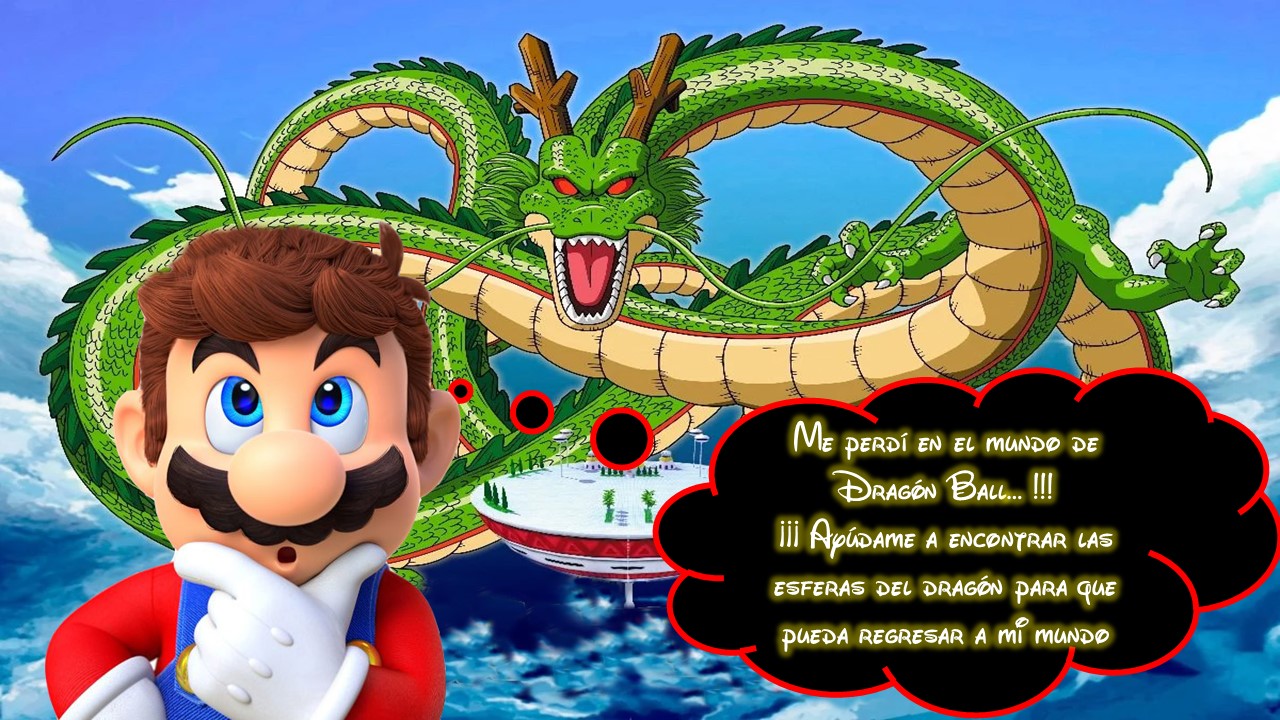 Me perdí en el mundo de
Dragón Ball... !!!
¡¡¡ Ayúdame a encontrar las
esferas del dragón para que
pueda regresar a mi mundo